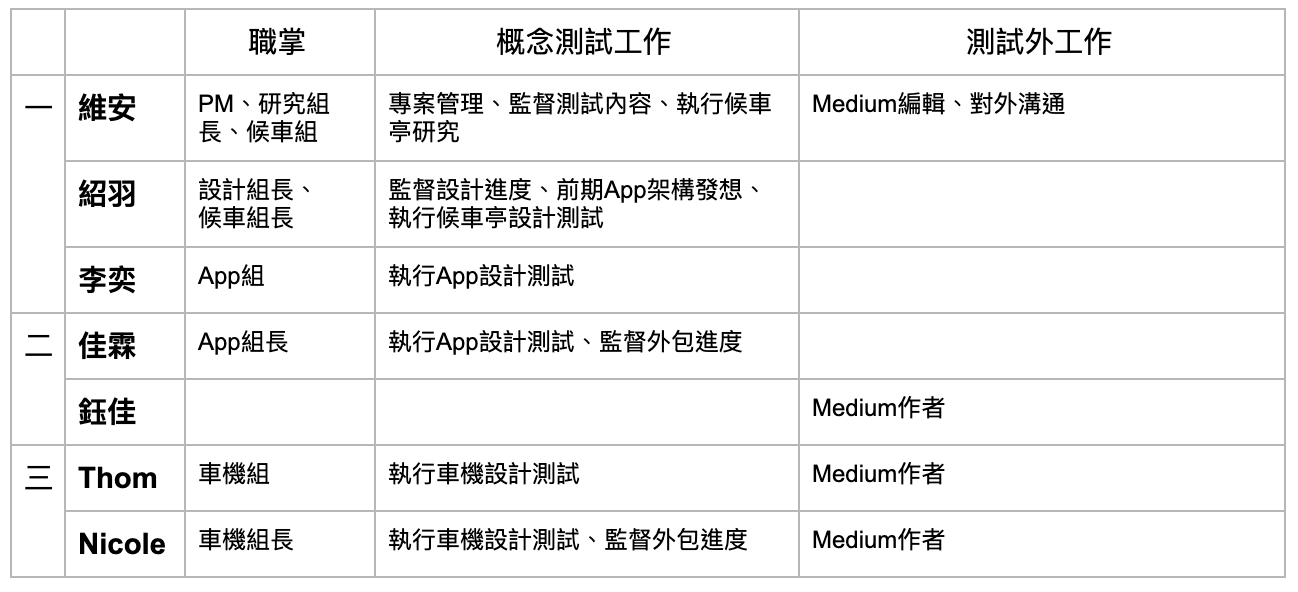 職掌
概念測試工作
測試外工作
一
維安
PM、研究組
長、候車組
專案管理、監督測試內容、執行候車
亭研究
Medium編輯、對外溝通
紹羽
設計組長、
候車組長
監督設計進度、前期App架構發想、
執行候車亭設計測試
李奕
App組
執行App設計測試
二
佳霖
App組長
執行App設計測試、監督外包進度
鈺佳
Medium作者
三
Thom
車機組
執行車機設計測試
Medium作者
Nicole
車機組長
執行車機設計測試、監督外包進度
Medium作者